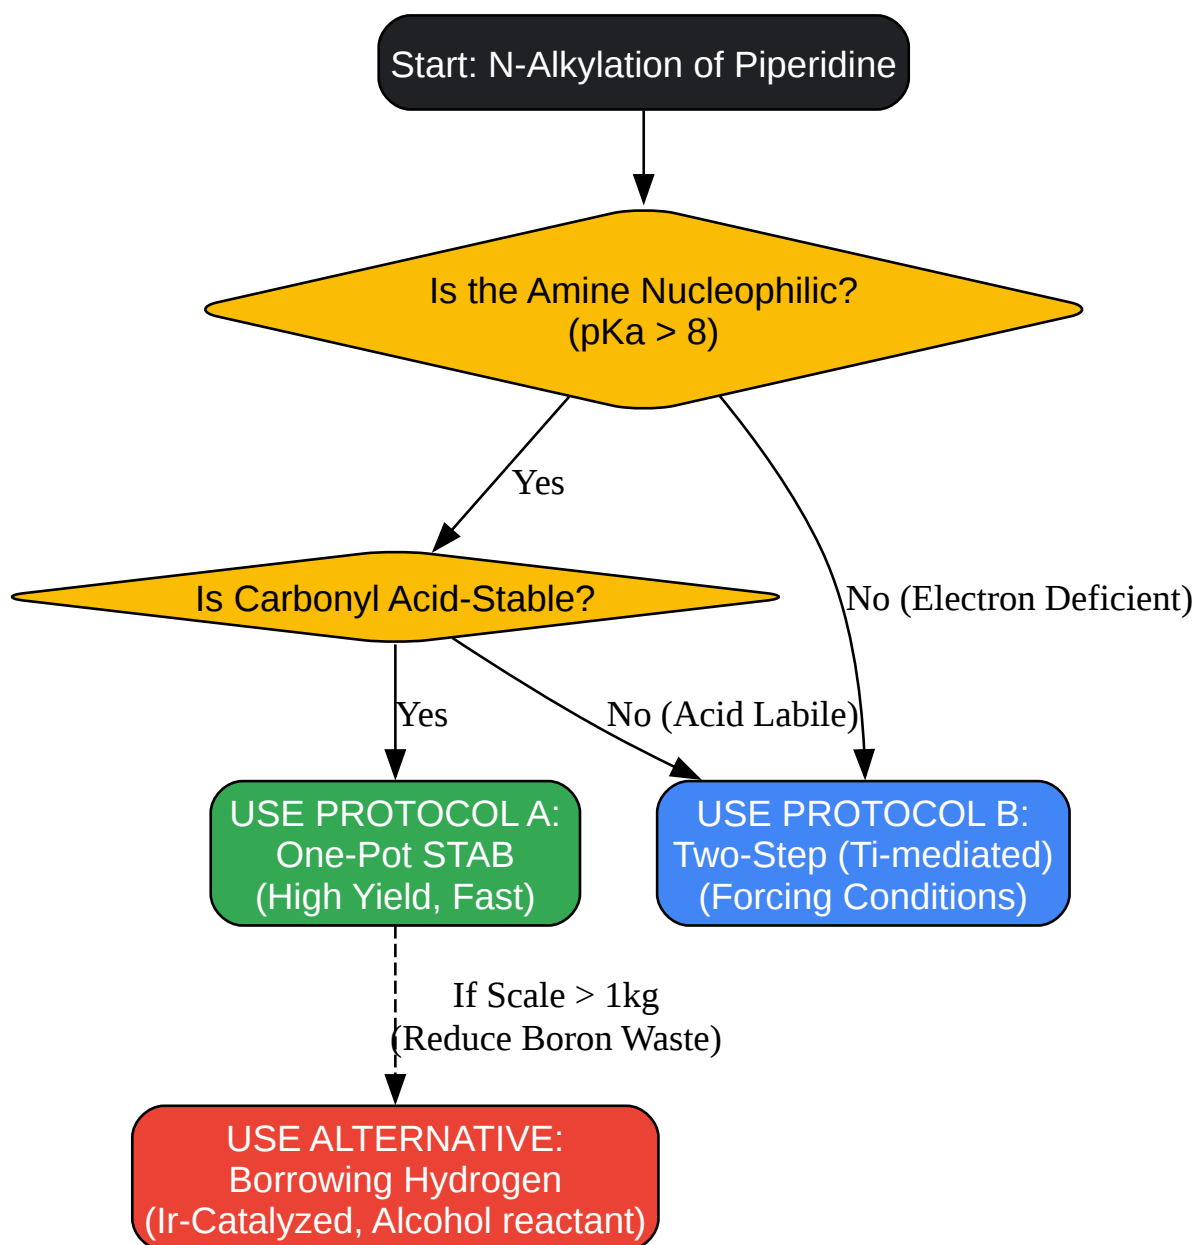 Start: N-Alkylation of Piperidine
Is the Amine Nucleophilic?
(pKa > 8)
Yes
Is Carbonyl Acid-Stable?
No (Electron Deficient)
Yes
No (Acid Labile)
USE PROTOCOL A:
One-Pot STAB
(High Yield, Fast)
USE PROTOCOL B:
Two-Step (Ti-mediated)
(Forcing Conditions)
If Scale > 1kg
(Reduce Boron Waste)
USE ALTERNATIVE:
Borrowing Hydrogen
(Ir-Catalyzed, Alcohol reactant)